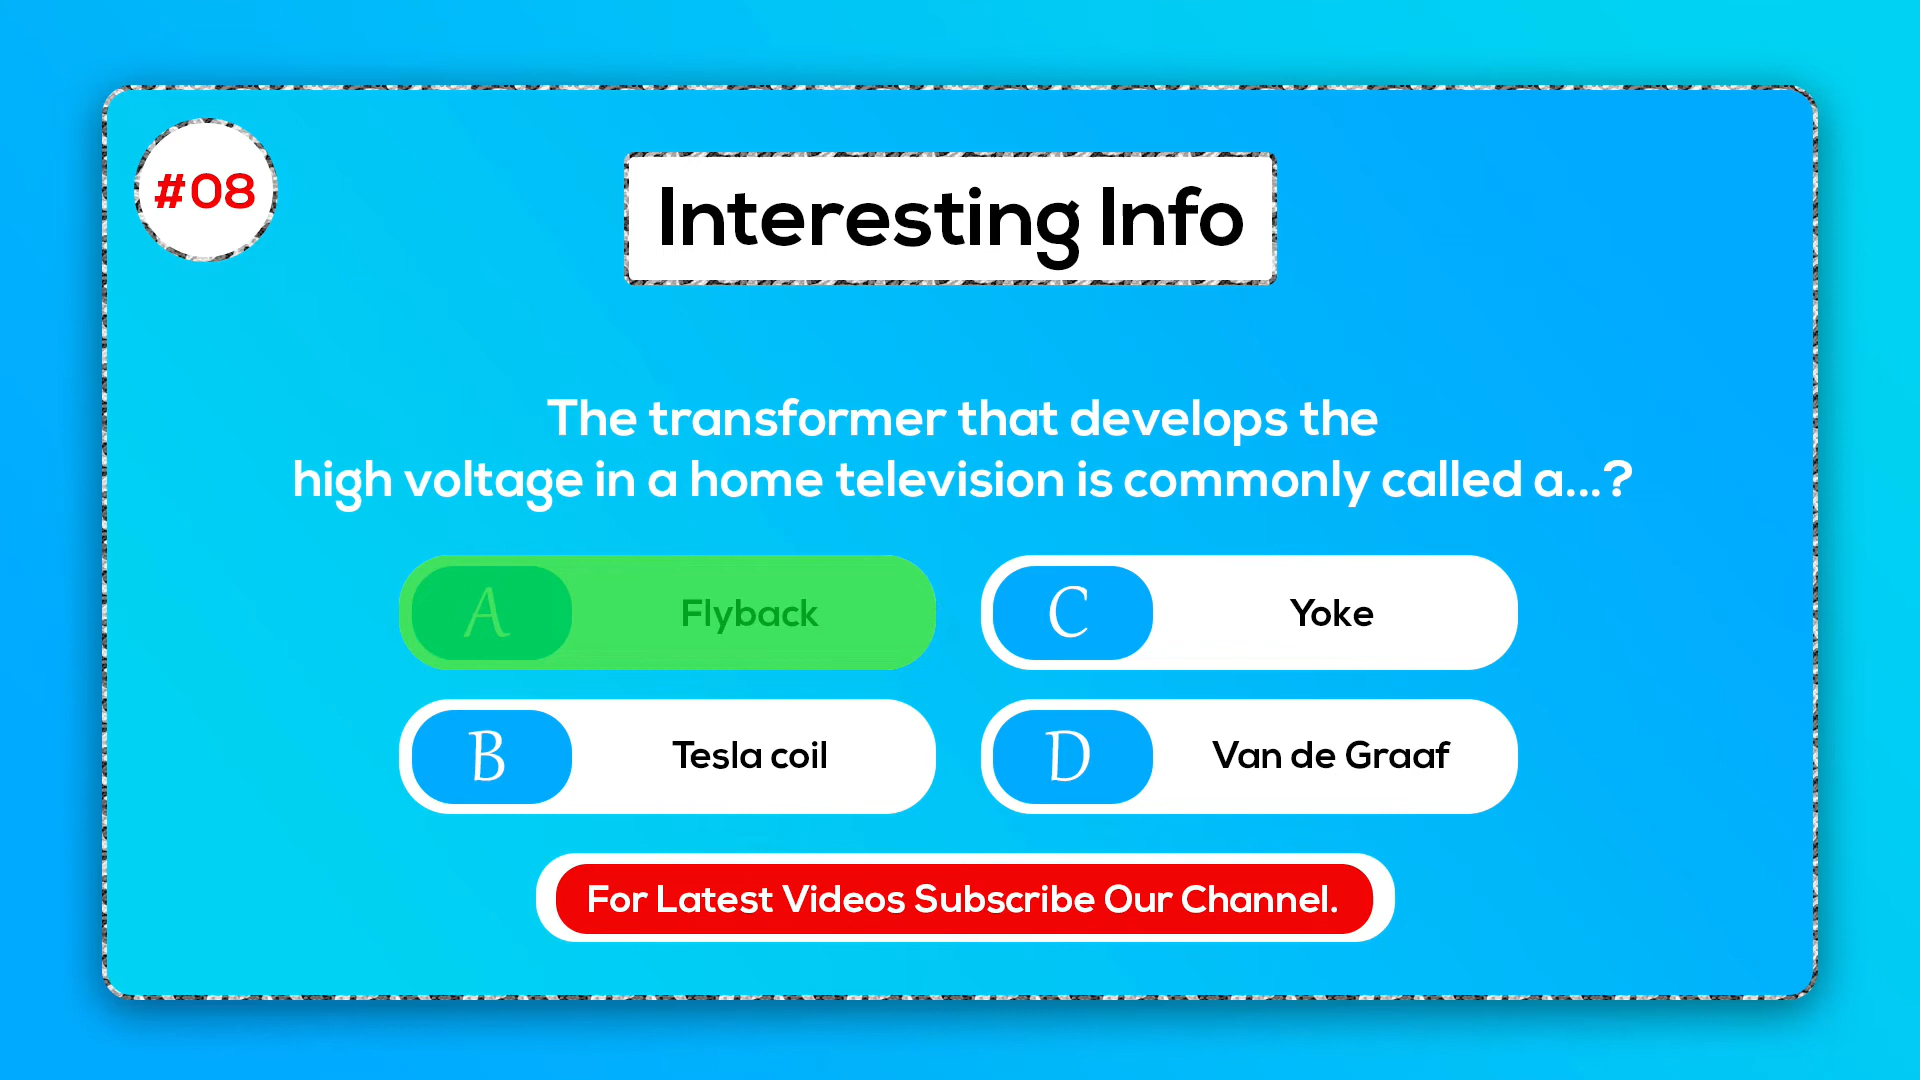 #08
Interesting Info
The transformer that develops the
high voltage in a home television is commonly called a...?
A Flyback
C Yoke
B Tesla coil
D Van de Graaf
For Latest Videos Subscribe Our Channel.